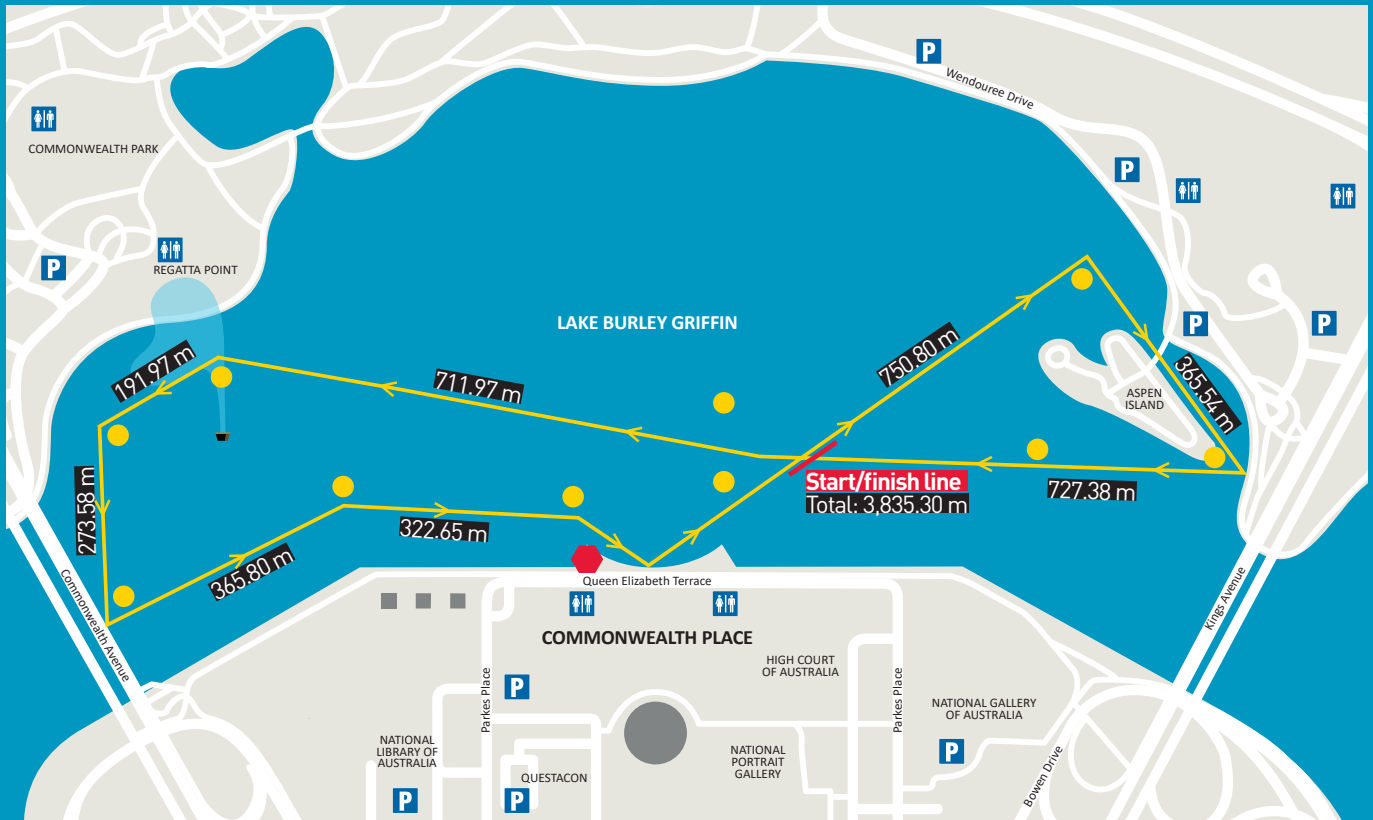 P
Wendouree Drive
COMMONWEALTH PARK
P
REGATTA POINT
P
LAKE BURLEY GRIFFIN
P
P
191.97 m
711.97 m
750.80 m
365.54 m
ASPEN
ISLAND
273.58 m
365.80 m
322.65 m
Start/finish line
Total: 3,835.30 m
727.38 m
Commonwealth Avenue
Queen Elizabeth Terrace
Kings Avenue
COMMONWEALTH PLACE
HIGH COURT
OF AUSTRALIA
Parkes Place
P
Parkes Place
NATIONAL GALLERY
OF AUSTRALIA
NATIONAL
LIBRARY OF
AUSTRALIA
QUESTACON
NATIONAL
PORTRAIT
GALLERY
P
Bowen Drive
P
P